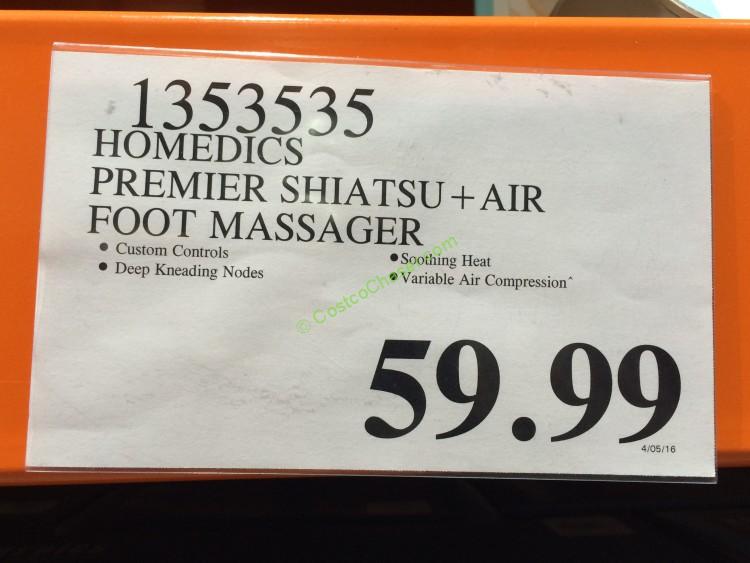 1353535
HOMEDICS
PREMIER SHIATSU + AIR
FOOT MASSAGER
• Custom Controls
• Deep Kneading Nodes
• Soothing Heat
• Variable Air Compression^
© CostcoChaser.com
59.99
4/05/16